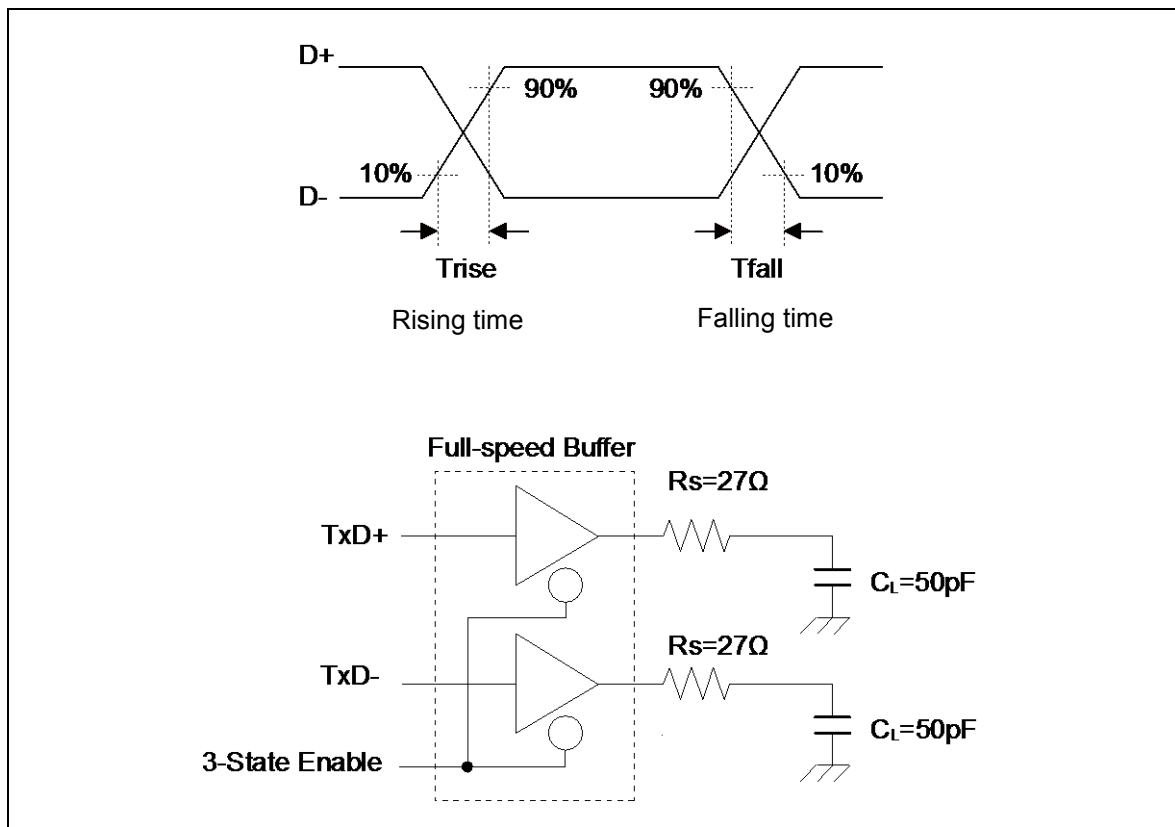 D+
90%
90%
10%
10%
D-
Trise
Tfall
Rising time
Falling time
Full-speed Buffer
Rs=27Ω
TxD+
CL=50pF
Rs=27Ω
TxD-
CL=50pF
3-State Enable